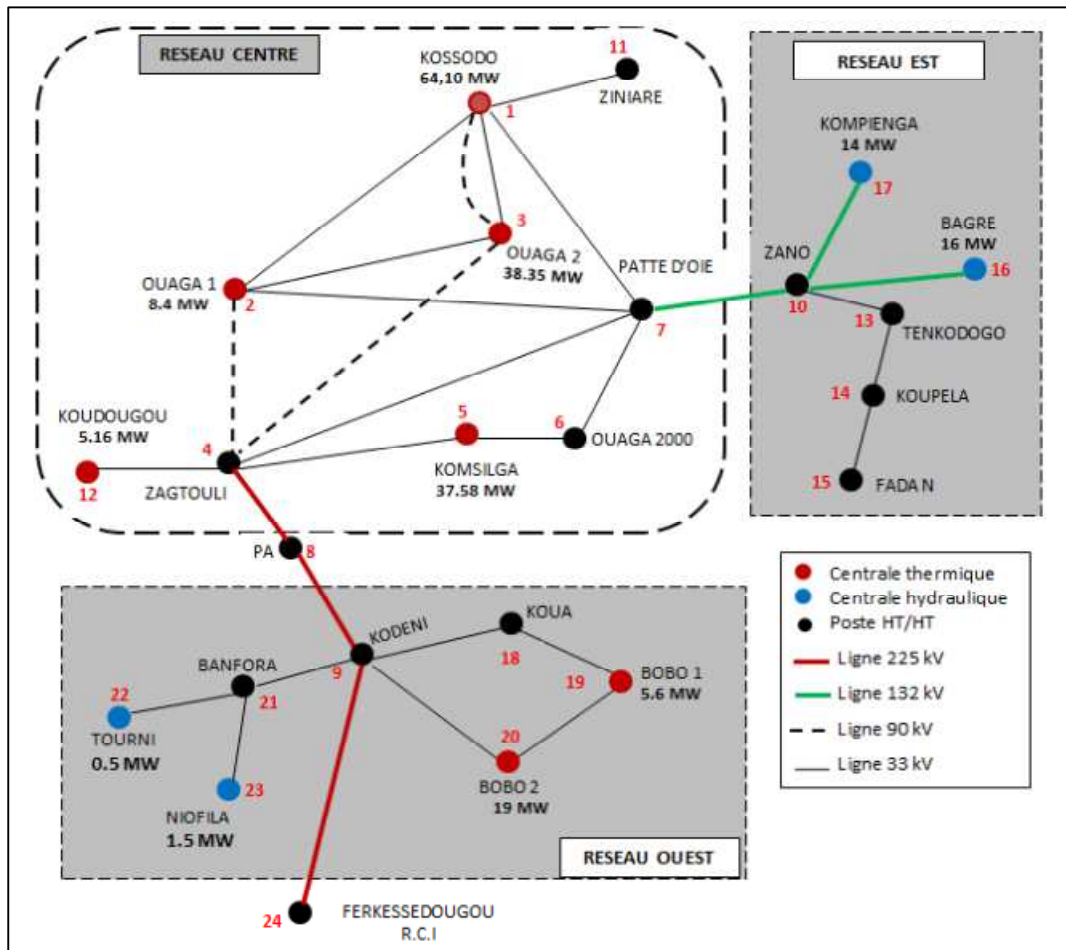 RESEAU CENTRE
KOSSODO
64,10 MW
1
11
ZINIARE
3
OUAGA 2
38.35 MW
OUAGA 1
8.4 MW
2
PATTE D'OIE
7
KOUDOUGOU
5.16 MW
12
4
ZAGTOULI
5
KOMSILGA
37.58 MW
6
OUAGA 2000
RESEAU EST
KOMPIENGA
14 MW
17
BAGRE
16 MW
16
ZANO
10
13
TENKODOGO
14
KOUPELA
15
FADA N
PA
8
KODENI
9
KOUA
18
BANFORA
21
22
TOURNI
0.5 MW
23
NIOFILA
1.5 MW
19
BOBO 1
5.6 MW
20
BOBO 2
19 MW
RESEAU OUEST
24
FERKESSEDOUGOU
R.C.I
Centrale thermique
Centrale hydraulique
Poste HT/HT
Ligne 225 kV
Ligne 132 kV
Ligne 90 kV
Ligne 33 kV